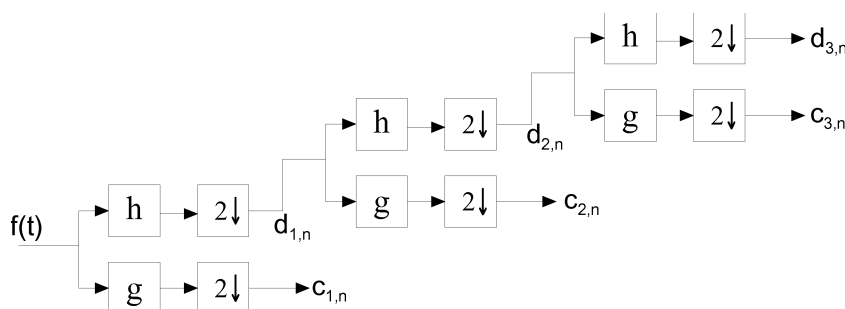 h 2↓ d3,n
h 2↓ d2,n g 2↓ c3,n
f(t) h 2↓ d1,n g 2↓ c2,n
g 2↓ c1,n